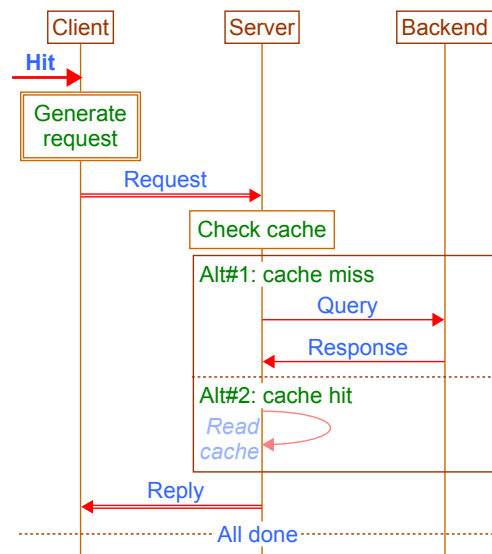 Client Server Backend
Hit
Generate
request
Request
Check cache
Alt#1: cache miss
Query
Response
Alt#2: cache hit
Read
cache
Reply
All done